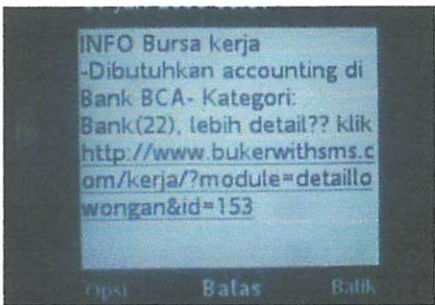 INFO Bursa kerja
-Dibutuhkan accounting di
Bank BCA- Kategori:
Bank(22), lebih detail?? klik
http://www.bukerwithsms.c
om/kerja/?module=detaillo
wongan&id=153
Opsi Balas Balik